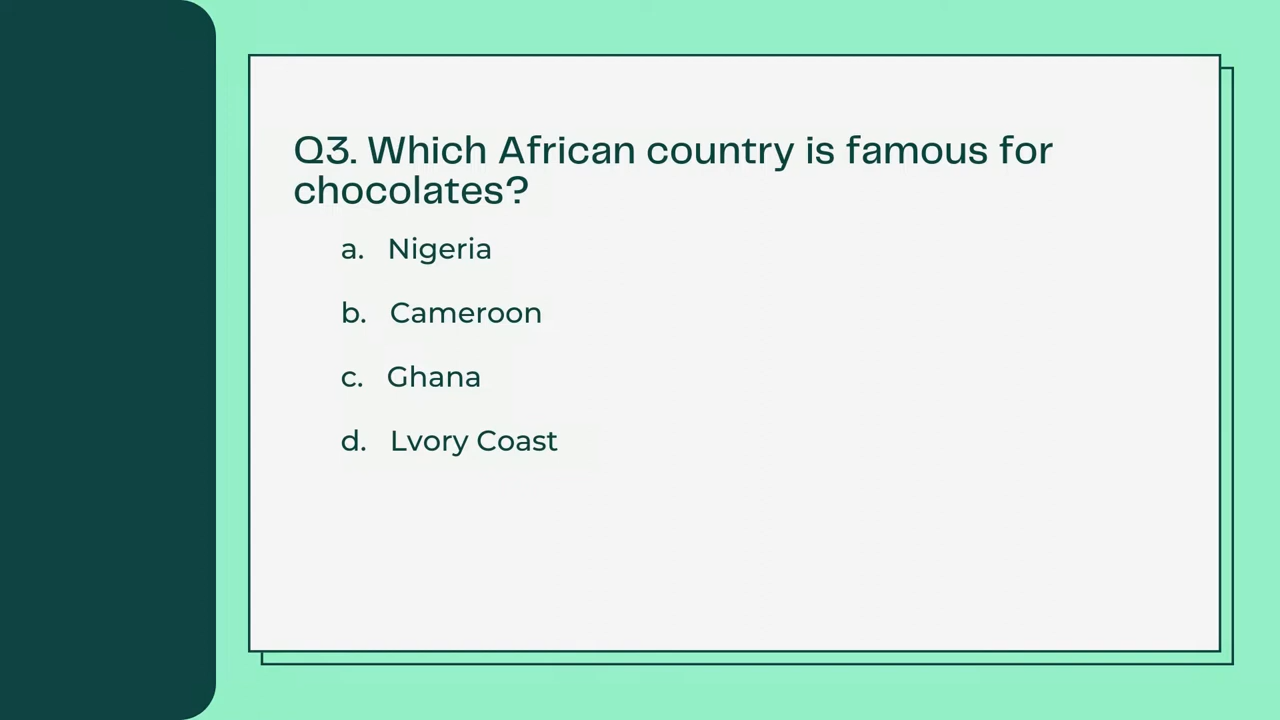 Q3. Which African country is famous for
chocolates?
a. Nigeria
b. Cameroon
c. Ghana
d. Lvory Coast